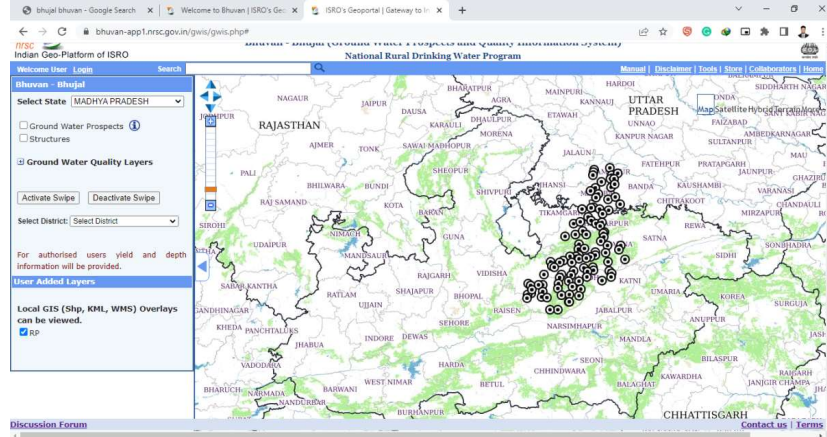 bhujal bhuvan - Google Search
Welcome to Bhuvan | ISRO's Geo
ISRO's Geoportal | Gateway to In
bhuvan-app1.nrsc.gov.in/gwis/gwis.php#
nrsc
Indian Geo-Platform of ISRO
Bhuvan - Bhujal (Ground Water Prospects and Quality Information System)
National Rural Drinking Water Program
Welcome User Login
Search
Manual | Disclaimer | Tools | Store | Collaborators | Home
Bhuvan - Bhujal
Select State MADHYA PRADESH
Ground Water Prospects
Structures
Ground Water Quality Layers
Activate Swipe Deactivate Swipe
Select District: Select District
For authorised users yield and depth
information will be provided.
User Added Layers
Local GIS (Shp, KML, WMS) Overlays
can be viewed.
RP
Map Satellite Hybrid Terrain More
BHARATPUR
MAINPURI
HARDOI
SIDDHARTH NAGAR
NAGAUR
JAIPUR
AGRA
KANNAUJ
UTTAR
PRADESH
DAUSA
ETAWAH
RAJASTHAN
KARAULI
DHAULPUR
UNNAO
FAIZABAD
MORENA
KANPUR NAGAR
AMBEDKARNAGAR
AJMER
TONK
SAWAI MADHOPUR
SULTANPUR
JALAUN
SHEOPUR
FATEHPUR
PRATAPGARH
MAU
PALI
JAUNPUR
BHILWARA
BUNDI
SHIVPURI
JHANSI
BANDA
KAUSHAMBI
VARANASI
RAJ SAMAND
KOTA
CHITRAKOOT
CHANDAULI
BARAN
TIKAMGARH
MIRZAPUR
SIROHI
REWA
NIMACH
GUNA
SATNA
UDAIPUR
SONBHADRA
MANDSAUR
SIDHI
RAJGARH
VIDISHA
SABAR KANTHA
KATNI
RATLAM
SHAJAPUR
UMARIA
KOREA
UJJAIN
BHOPAL
SURGUJA
GANDHINAGAR
RAISEN
JABALPUR
SEHORE
ANUPPUR
KHEDA
PANCHTALUKS
NARSIMHAPUR
INDORE
DEWAS
MANDLA
JHABUA
BILASPUR
VADODARA
HARDA
SEONI
CHHINDWARA
KAWARDHA
WEST NIMAR
BHARUCH
BARWANI
BETUL
BALAGHAT
JANJGIR CHAMPA
NARMADA
NANDURBAR
BURHANPUR
CHHATTISGARH
Discussion Forum
Contact us | Terms